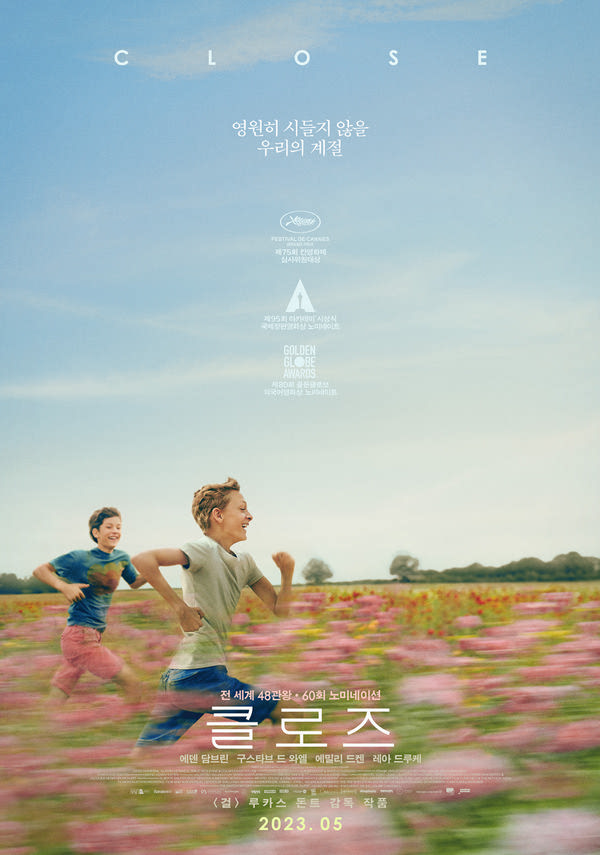 CLOSE
영원히 시들지 않을
우리의 계절
FESTIVAL DE CANNES
제75회 칸영화제
심사위원대상
제95회 아카데미 시상식
국제장편영화상 노미네이트
GOLDEN
GLOBE
AWARDS
제80회 골든글로브
외국어영화상 노미네이트
전 세계 48관왕 • 60회 노미네이션
클로즈
에덴 담브린 구스타브 드 와엘 에밀리 드켄 레아 드루케
〈걸〉 루카스 돈트 감독 작품
2023. 05